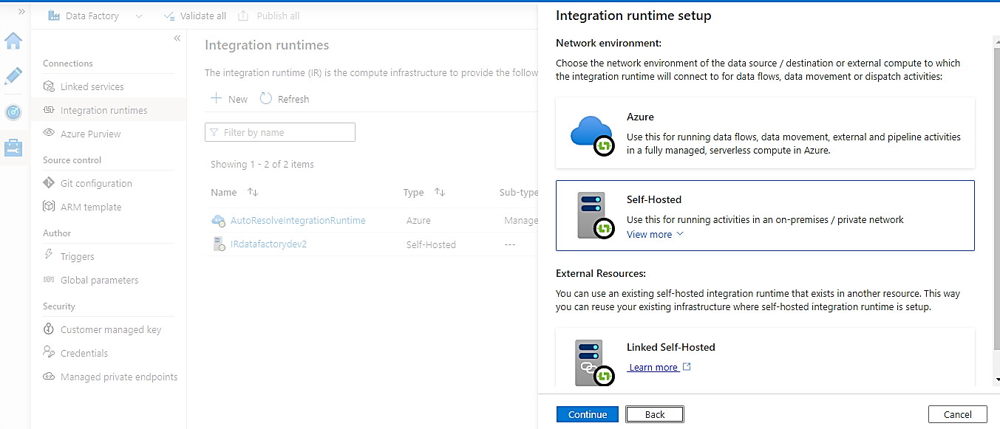 Data Factory
Validate all
Publish all
Connections
Linked services
Integration runtimes
Azure Purview
Source control
Git configuration
ARM template
Author
Triggers
Global parameters
Security
Customer managed key
Credentials
Managed private endpoints
Integration runtimes
The integration runtime (IR) is the compute infrastructure to provide the follow
New
Refresh
Filter by name
Showing 1 - 2 of 2 items
Name Type Sub-type
AutoResolveIntegrationRuntime Azure Manage
IRdatafactorydev2 Self-Hosted ---
Integration runtime setup
Network environment:
Choose the network environment of the data source / destination or external compute to which
the integration runtime will connect to for data flows, data movement or dispatch activities:
Azure
Use this for running data flows, data movement, external and pipeline activities
in a fully managed, serverless compute in Azure.
Self-Hosted
Use this for running activities in an on-premises / private network
View more
External Resources:
You can use an existing self-hosted integration runtime that exists in another resource. This way
you can reuse your existing infrastructure where self-hosted integration runtime is setup.
Linked Self-Hosted
Learn more
Continue
Back
Cancel